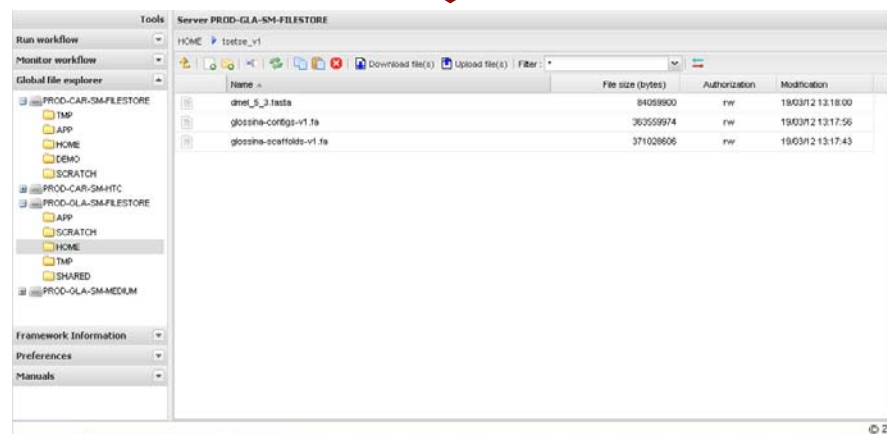 Tools
Server PROD-GLA-SM-FILESTORE
Run workflow
HOME tsetse_v1
Monitor workflow
Download file(s) Upload file(s) Filter : *
Global file explorer
Name File size (bytes) Authorization Modification
PROD-CAR-SM-FILESTORE
TMP
APP
HOME
DEMO
SCRATCH
PROD-CAR-SM-HTC
PROD-GLA-SM-FILESTORE
APP
SCRATCH
HOME
TMP
SHARED
PROD-GLA-SM-MEDIUM
dmel_5_3.fasta 84059900 rw 19/03/12 13:18:00
glossina-contigs-v1.fa 363559974 rw 19/03/12 13:17:56
glossina-scaffolds-v1.fa 371028606 rw 19/03/12 13:17:43
Framework Information
Preferences
Manuals
© 2